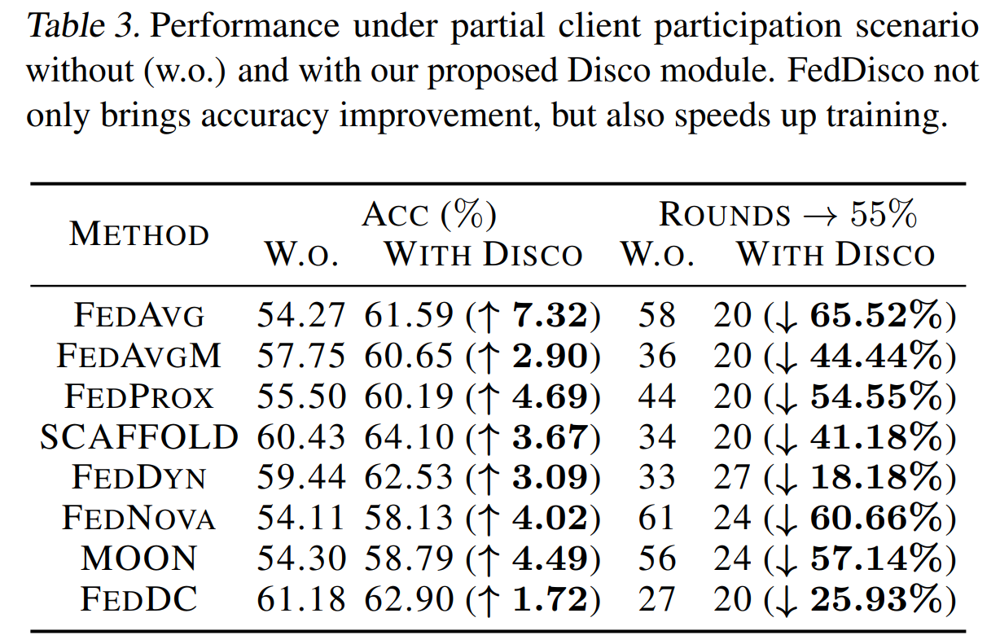 Table 3. Performance under partial client participation scenario
without (w.o.) and with our proposed Disco module. FedDisco not
only brings accuracy improvement, but also speeds up training.
METHOD ACC (%) ROUNDS → 55%
W.O. WITH DISCO W.O. WITH DISCO
FEDAVG 54.27 61.59 (↑ 7.32) 58 20 (↓ 65.52%)
FEDAVGM 57.75 60.65 (↑ 2.90) 36 20 (↓ 44.44%)
FEDPROX 55.50 60.19 (↑ 4.69) 44 20 (↓ 54.55%)
SCAFFOLD 60.43 64.10 (↑ 3.67) 34 20 (↓ 41.18%)
FEDDYN 59.44 62.53 (↑ 3.09) 33 27 (↓ 18.18%)
FEDNOVA 54.11 58.13 (↑ 4.02) 61 24 (↓ 60.66%)
MOON 54.30 58.79 (↑ 4.49) 56 24 (↓ 57.14%)
FEDDC 61.18 62.90 (↑ 1.72) 27 20 (↓ 25.93%)